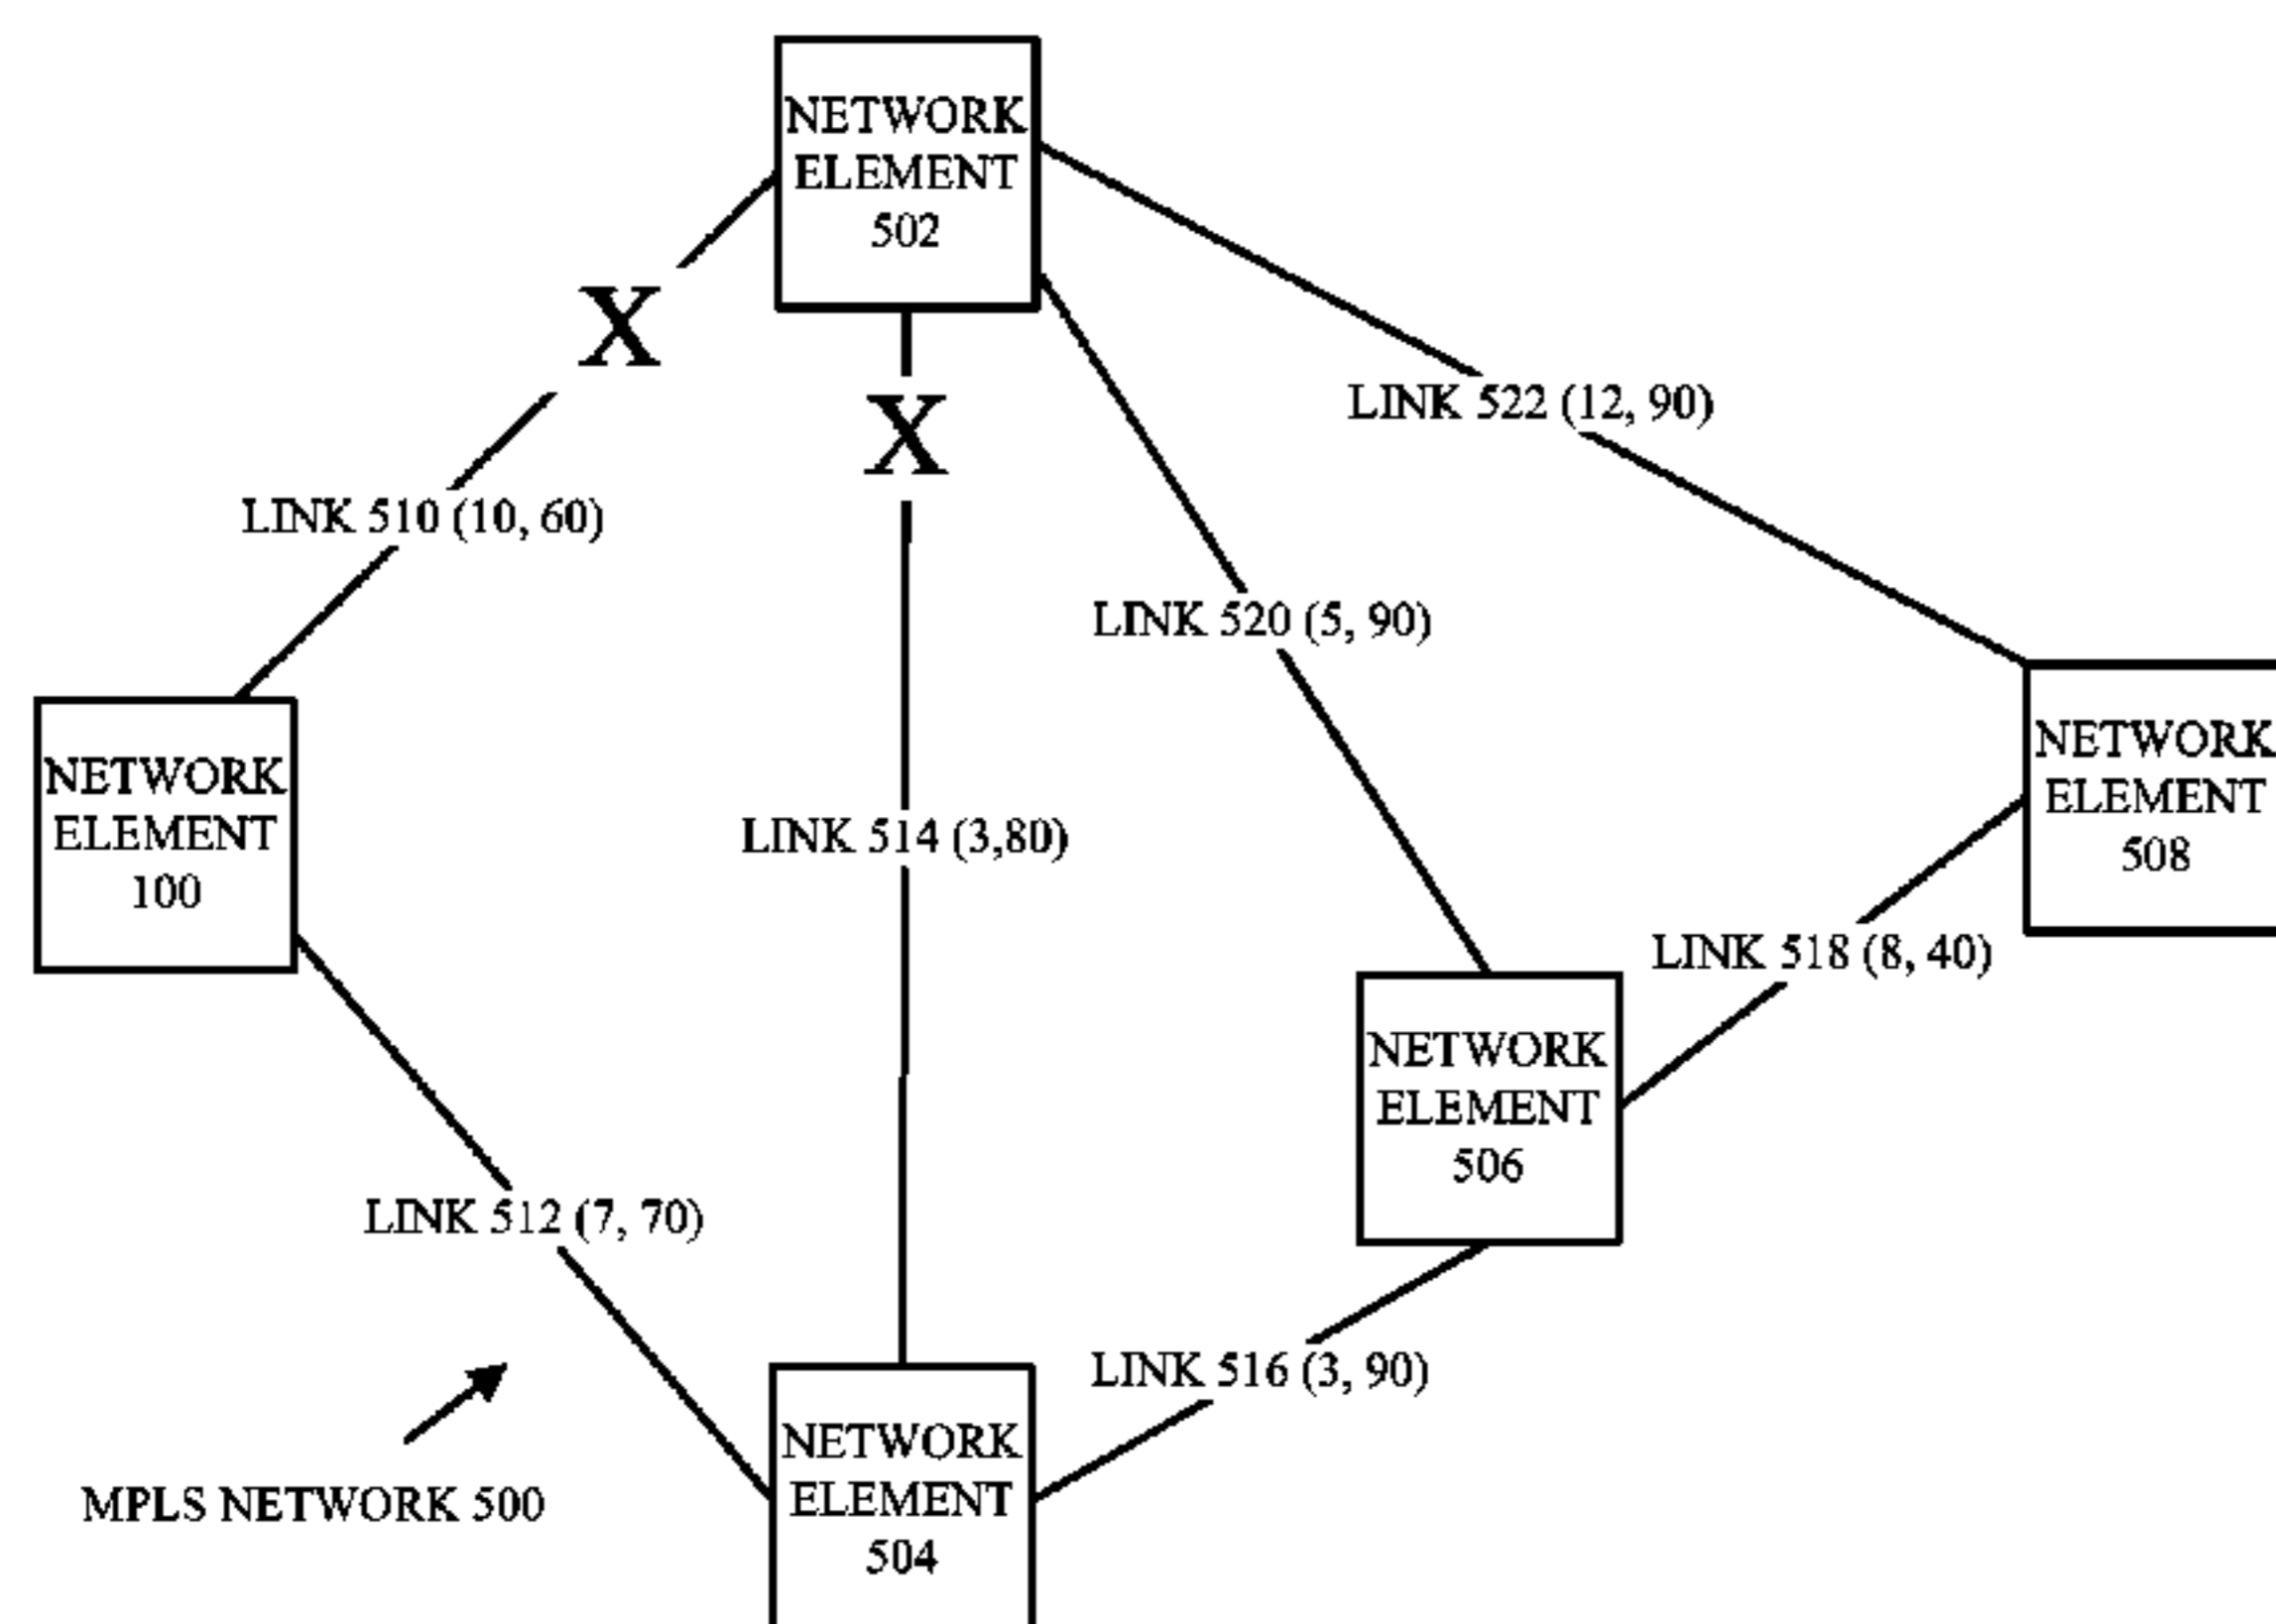 NETWORK
ELEMENT
502
X
X
LINK 522 (12, 90)
LINK 510 (10, 60)
LINK 520 (5, 90)
NETWORK
ELEMENT
100
LINK 514 (3,80)
NETWORK
ELEMENT
508
LINK 518 (8, 40)
NETWORK
ELEMENT
506
LINK 512 (7, 70)
LINK 516 (3, 90)
MPLS NETWORK 500
NETWORK
ELEMENT
504